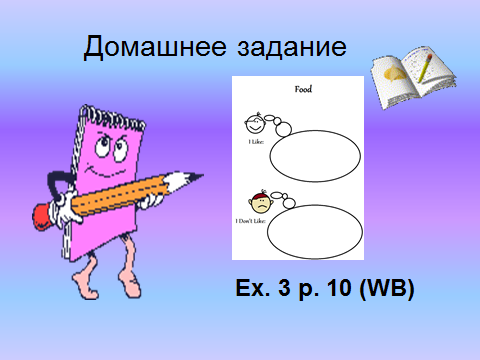 Домашнее задание
Food
I Like:
I Don't Like:
Ex. 3 p. 10 (WB)